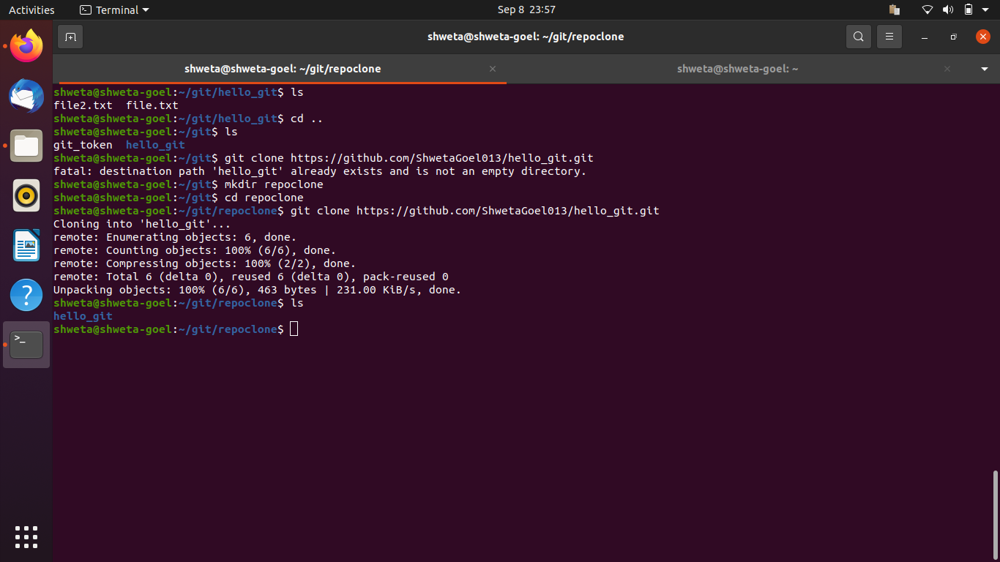 Activities
Terminal
Sep 8 23:57
shweta@shweta-goel: ~/git/repoclone
shweta@shweta-goel: ~/git/repoclone
shweta@shweta-goel: ~
shweta@shweta-goel:~/git/hello_git$ ls
file2.txt  file.txt
shweta@shweta-goel:~/git/hello_git$ cd ..
shweta@shweta-goel:~/git$ ls
git_token  hello_git
shweta@shweta-goel:~/git$ git clone https://github.com/ShwetaGoel013/hello_git.git
fatal: destination path 'hello_git' already exists and is not an empty directory.
shweta@shweta-goel:~/git$ mkdir repoclone
shweta@shweta-goel:~/git$ cd repoclone
shweta@shweta-goel:~/git/repoclone$ git clone https://github.com/ShwetaGoel013/hello_git.git
Cloning into 'hello_git'...
remote: Enumerating objects: 6, done.
remote: Counting objects: 100% (6/6), done.
remote: Compressing objects: 100% (2/2), done.
remote: Total 6 (delta 0), reused 6 (delta 0), pack-reused 0
Unpacking objects: 100% (6/6), 463 bytes | 231.00 KiB/s, done.
shweta@shweta-goel:~/git/repoclone$ ls
hello_git
shweta@shweta-goel:~/git/repoclone$